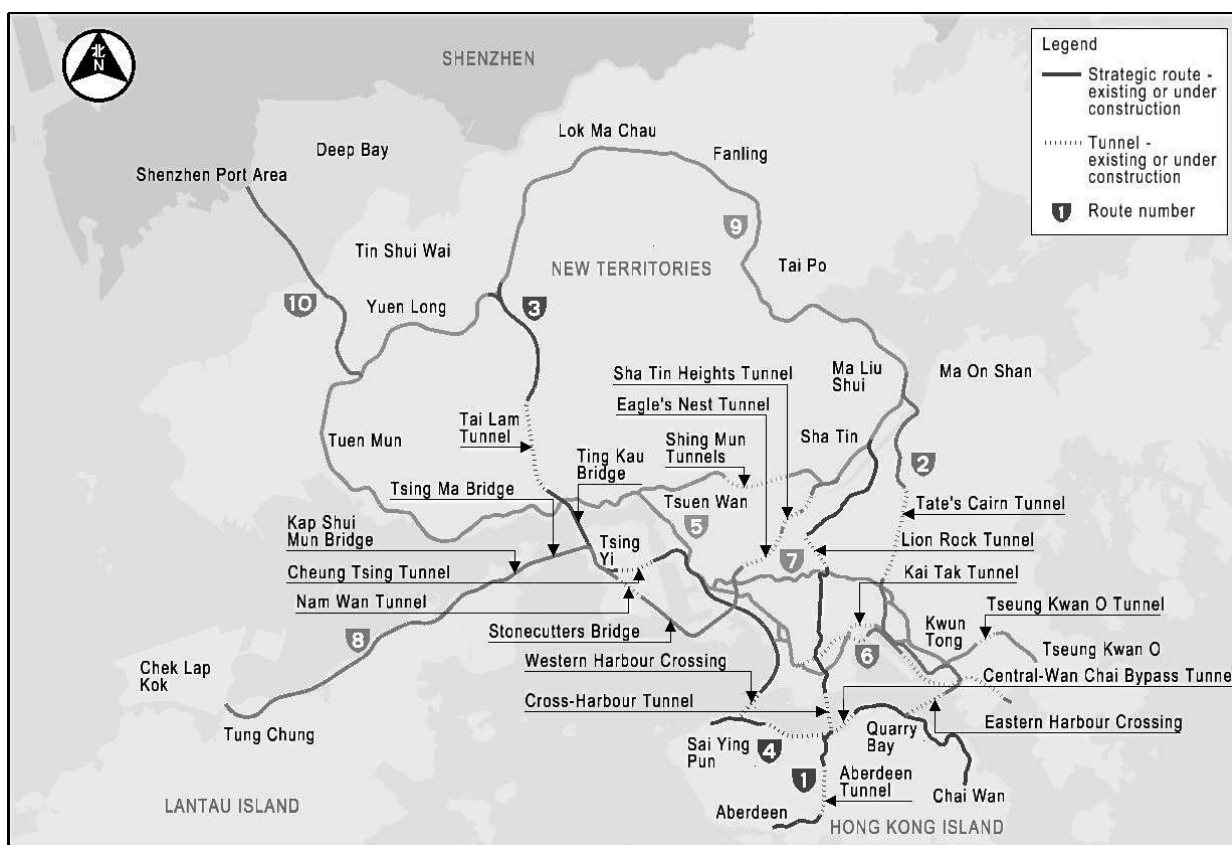 北
N
SHENZHEN
Legend
Strategic route -
existing or under
construction
Tunnel -
existing or under
construction
1 Route number
Lok Ma Chau
Deep Bay
Fanling
Shenzhen Port Area
9
Tin Shui Wai
NEW TERRITORIES
Tai Po
10
Yuen Long
3
Ma Liu
Shui
Ma On Shan
Sha Tin Heights Tunnel
Eagle's Nest Tunnel
Tai Lam
Tunnel
Tuen Mun
Ting Kau
Bridge
Shing Mun
Tunnels
Sha Tin
2
Tsing Ma Bridge
Tsuen Wan
Tate's Cairn Tunnel
Kap Shui
Mun Bridge
5
Tsing
Yi
7
Lion Rock Tunnel
Cheung Tsing Tunnel
Kai Tak Tunnel
Nam Wan Tunnel
Tseung Kwan O Tunnel
Kwun
Tong
Stonecutters Bridge
8
6
Tseung Kwan O
Chek Lap
Kok
Western Harbour Crossing
Central-Wan Chai Bypass Tunnel
Cross-Harbour Tunnel
Tung Chung
Eastern Harbour Crossing
Sai Ying
Pun
4
Quarry
Bay
1
Aberdeen
Tunnel
Chai Wan
LANTAU ISLAND
Aberdeen
HONG KONG ISLAND